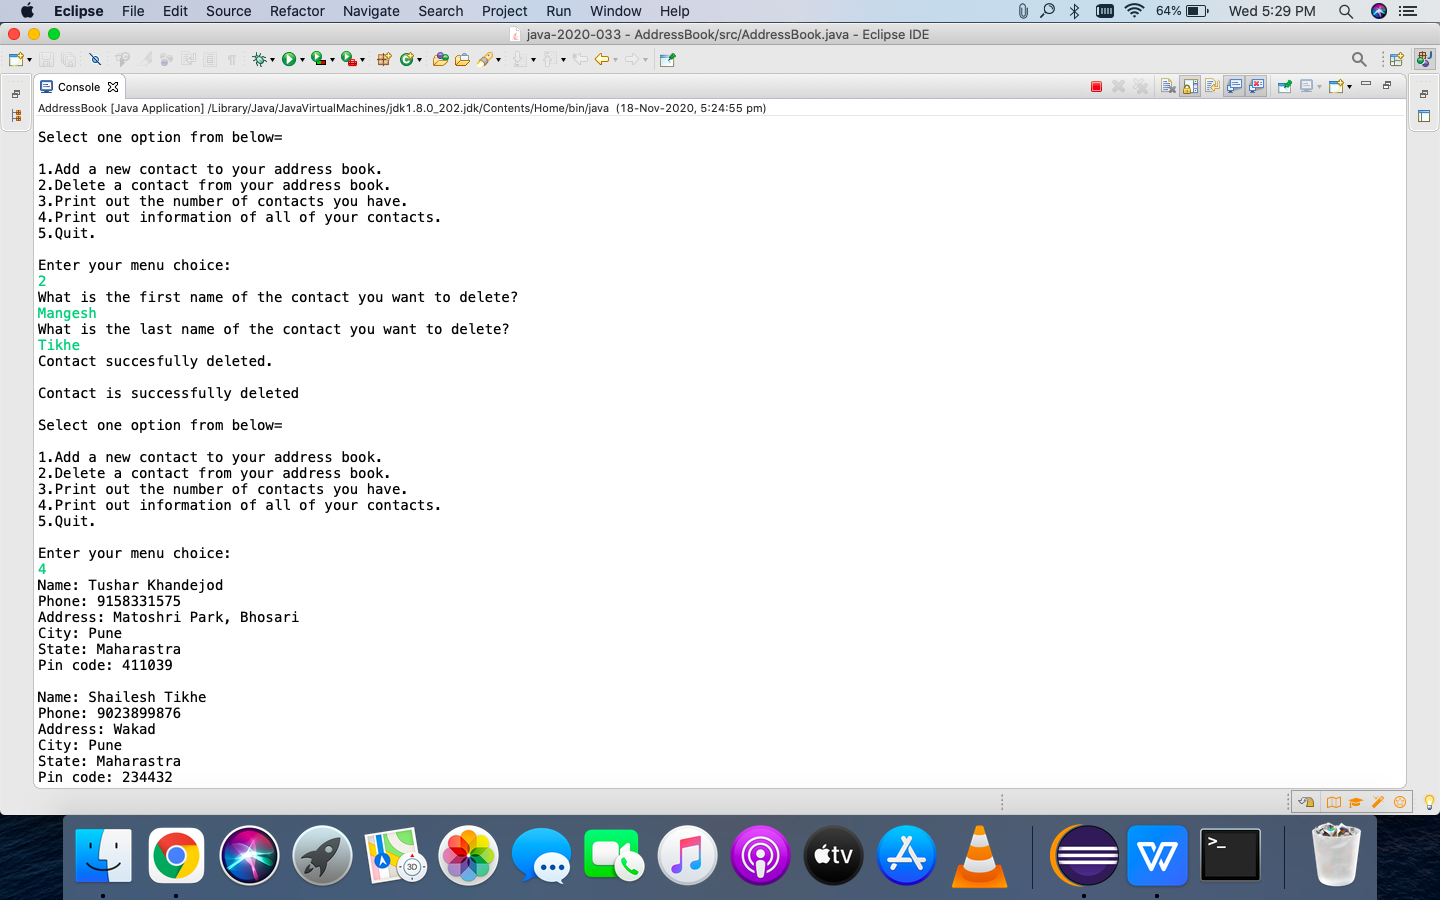 Eclipse File Edit Source Refactor Navigate Search Project Run Window Help 64% Wed 5:29 PM
java-2020-033 - AddressBook/src/AddressBook.java - Eclipse IDE
Console
AddressBook [Java Application] /Library/Java/JavaVirtualMachines/jdk1.8.0_202.jdk/Contents/Home/bin/java (18-Nov-2020, 5:24:55 pm)
Select one option from below=
1.Add a new contact to your address book.
2.Delete a contact from your address book.
3.Print out the number of contacts you have.
4.Print out information of all of your contacts.
5.Quit.
Enter your menu choice:
2
What is the first name of the contact you want to delete?
Mangesh
What is the last name of the contact you want to delete?
Tikhe
Contact succesfully deleted.
Contact is successfully deleted
Select one option from below=
1.Add a new contact to your address book.
2.Delete a contact from your address book.
3.Print out the number of contacts you have.
4.Print out information of all of your contacts.
5.Quit.
Enter your menu choice:
4
Name: Tushar Khandejod
Phone: 9158331575
Address: Matoshri Park, Bhosari
City: Pune
State: Maharastra
Pin code: 411039
Name: Shailesh Tikhe
Phone: 9023899876
Address: Wakad
City: Pune
State: Maharastra
Pin code: 234432
3D
tv
W
>_